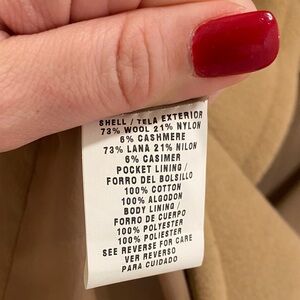 SHELL / TELA EXTERIOR
73% WOOL 21% NYLON
6% CASHMERE
73% LANA 21% NILON
6% CASIMER
POCKET LINING /
FORRO DEL BOLSILLO
100% COTTON
100% ALGODON
BODY LINING /
FORRO DE CUERPO
100% POLYESTER
100% POLIESTER
SEE REVERSE FOR CARE
VER REVERSO
PARA CUIDADO